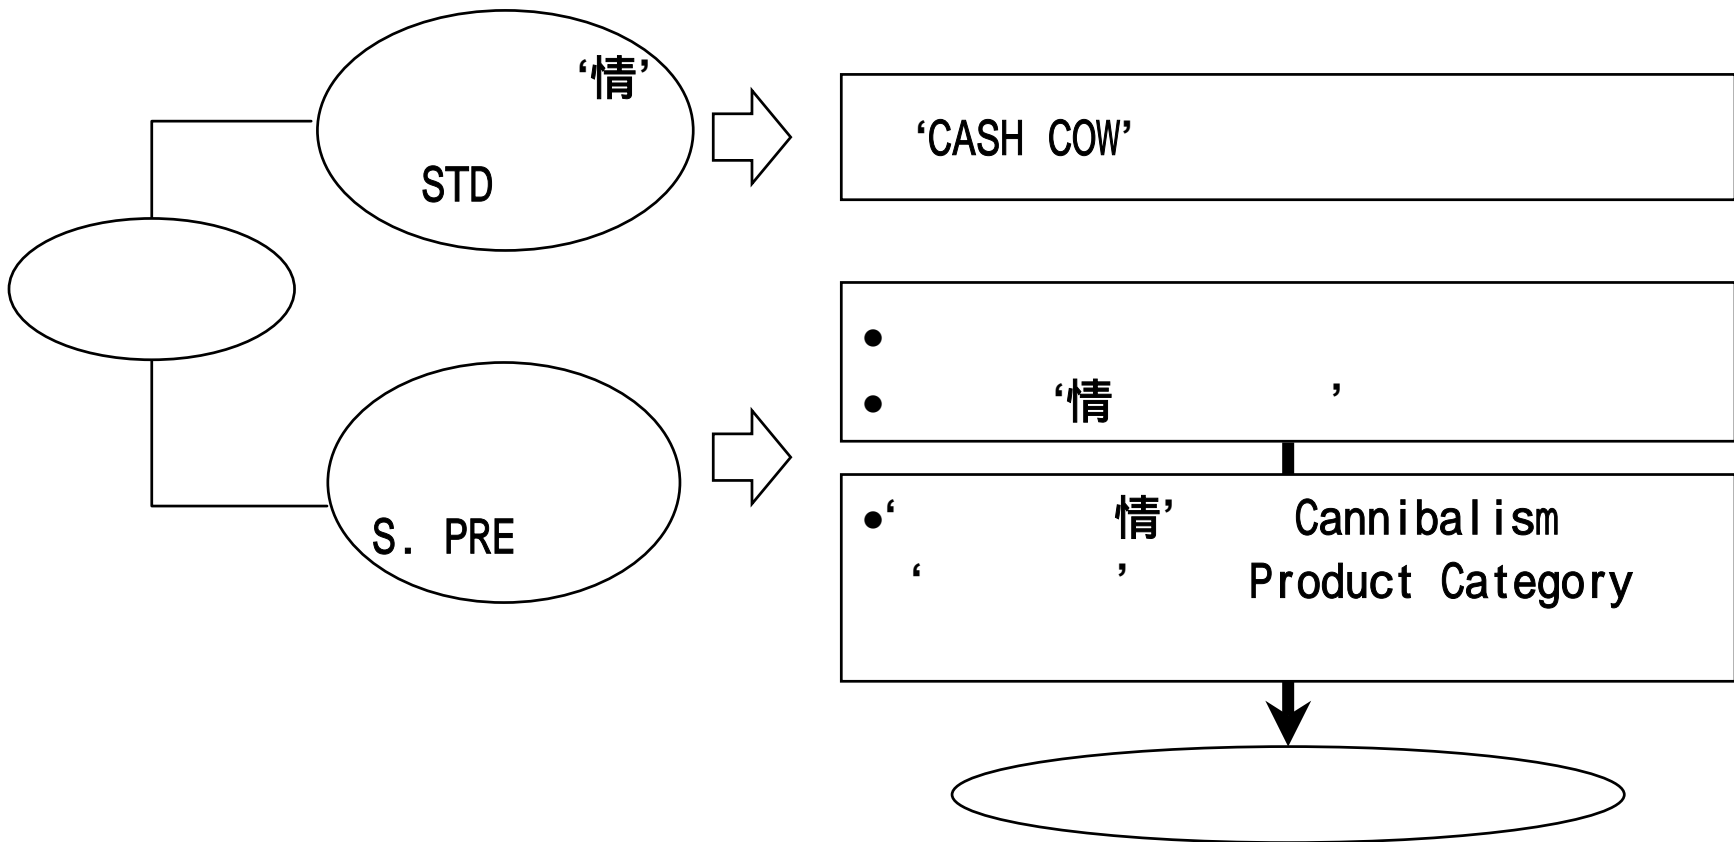 ‘情’
STD
‘CASH COW’
●
● ‘情 ’
S. PRE
●‘ 情’ Cannibalism
‘ ’ Product Category